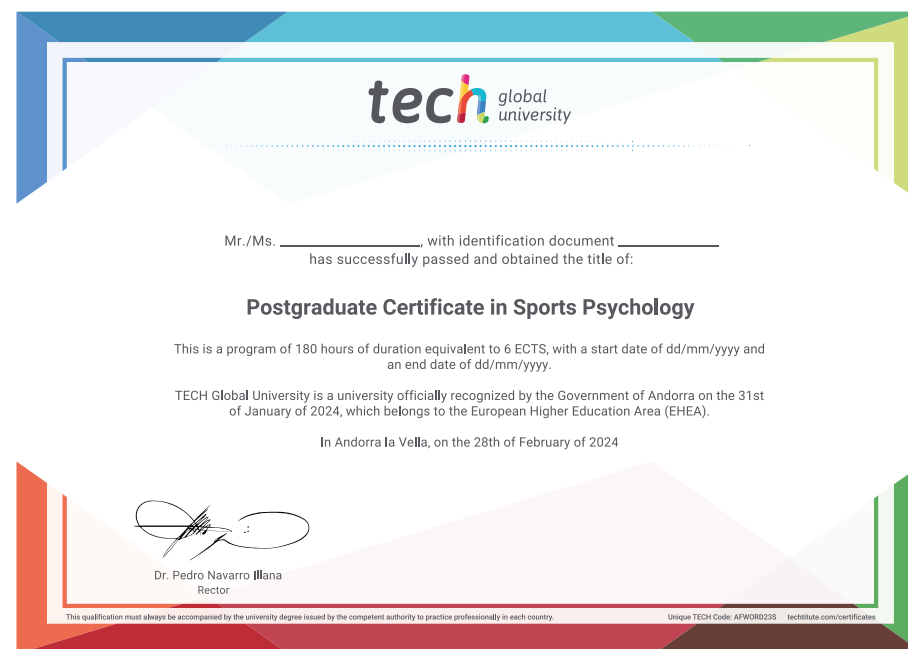 tech global
university
Mr./Ms. ____________________, with identification document ______________
has successfully passed and obtained the title of:
Postgraduate Certificate in Sports Psychology
This is a program of 180 hours of duration equivalent to 6 ECTS, with a start date of dd/mm/yyyy and
an end date of dd/mm/yyyy.
TECH Global University is a university officially recognized by the Government of Andorra on the 31st
of January of 2024, which belongs to the European Higher Education Area (EHEA).
In Andorra la Vella, on the 28th of February of 2024
Dr. Pedro Navarro Illana
Rector
This qualification must always be accompanied by the university degree issued by the competent authority to practice professionally in each country.
Unique TECH Code: AFWORD23S techtitute.com/certificates